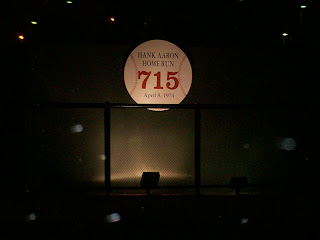 HANK AARON
HOME RUN
715
April 8, 1974